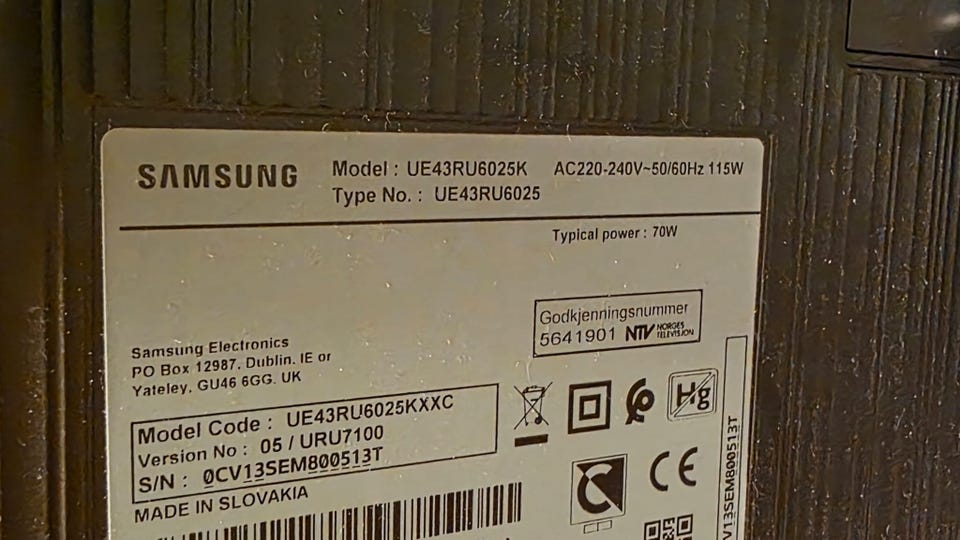 SAMSUNG
Model : UE43RU6025K AC220-240V~50/60Hz 115W
Type No. : UE43RU6025
Typical power : 70W
Godkjenningsnummer
5641901 NTV NORGES TELEVISJON
Samsung Electronics
PO Box 12987, Dublin. IE or
Yateley, GU46 6GG. UK
Model Code : UE43RU6025KXXC
Version No : 05 / URU7100
S/N : 0CV13SEM800513T
MADE IN SLOVAKIA
Hg
CE
V13SEM800513T